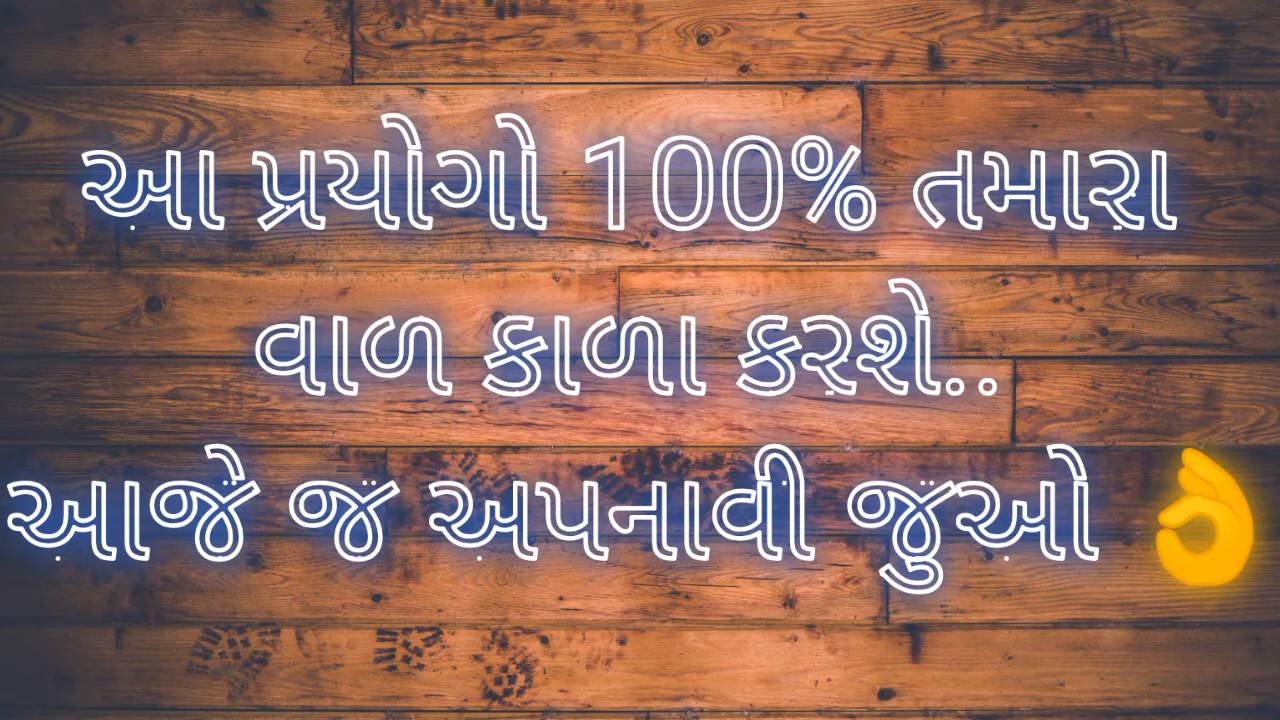 આ પ્રયોગો 100% તમારા
વાળ કાળા કરશે..
આજે જ અપનાવી જુઓ 👌